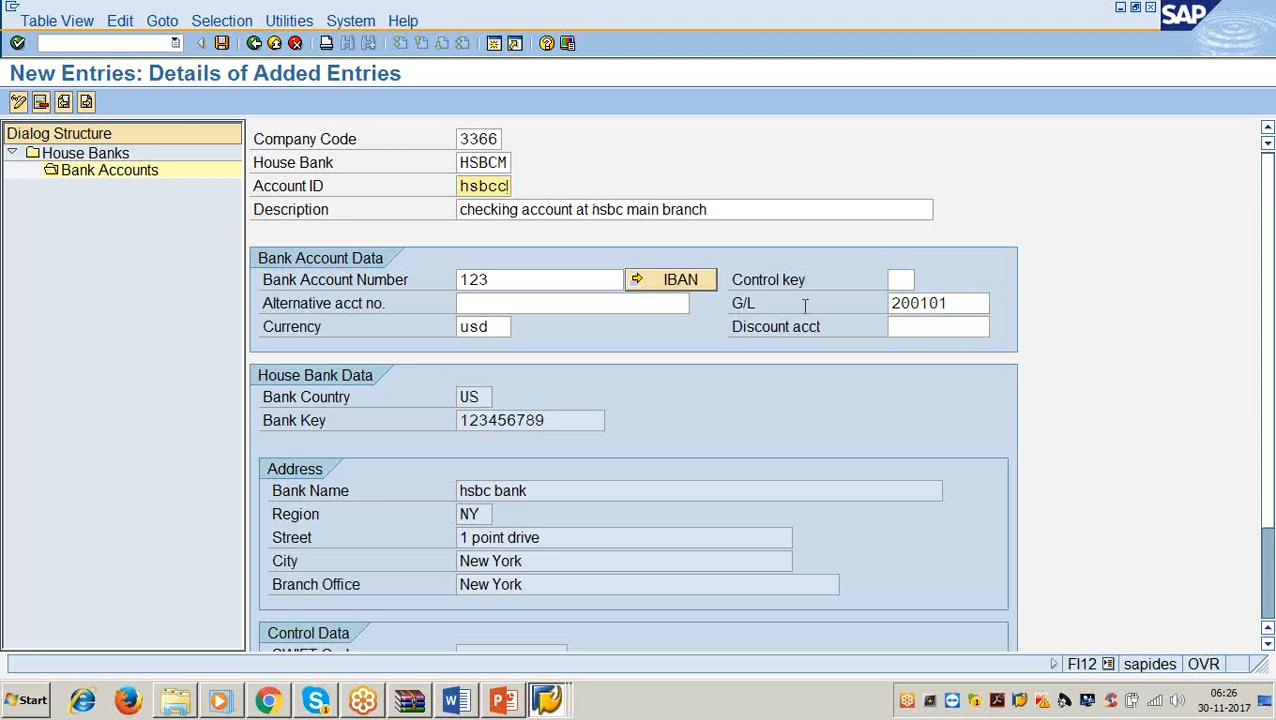 Table View Edit Goto Selection Utilities System Help
SAP
New Entries: Details of Added Entries
Dialog Structure
House Banks
Bank Accounts
Company Code 3366
House Bank HSBCM
Account ID hsbcc
Description checking account at hsbc main branch
Bank Account Data
Bank Account Number 123 IBAN Control key
Alternative acct no. G/L 200101
Currency usd Discount acct
House Bank Data
Bank Country US
Bank Key 123456789
Address
Bank Name hsbc bank
Region NY
Street 1 point drive
City New York
Branch Office New York
Control Data
FI12 sapides OVR
Start
06:26
30-11-2017